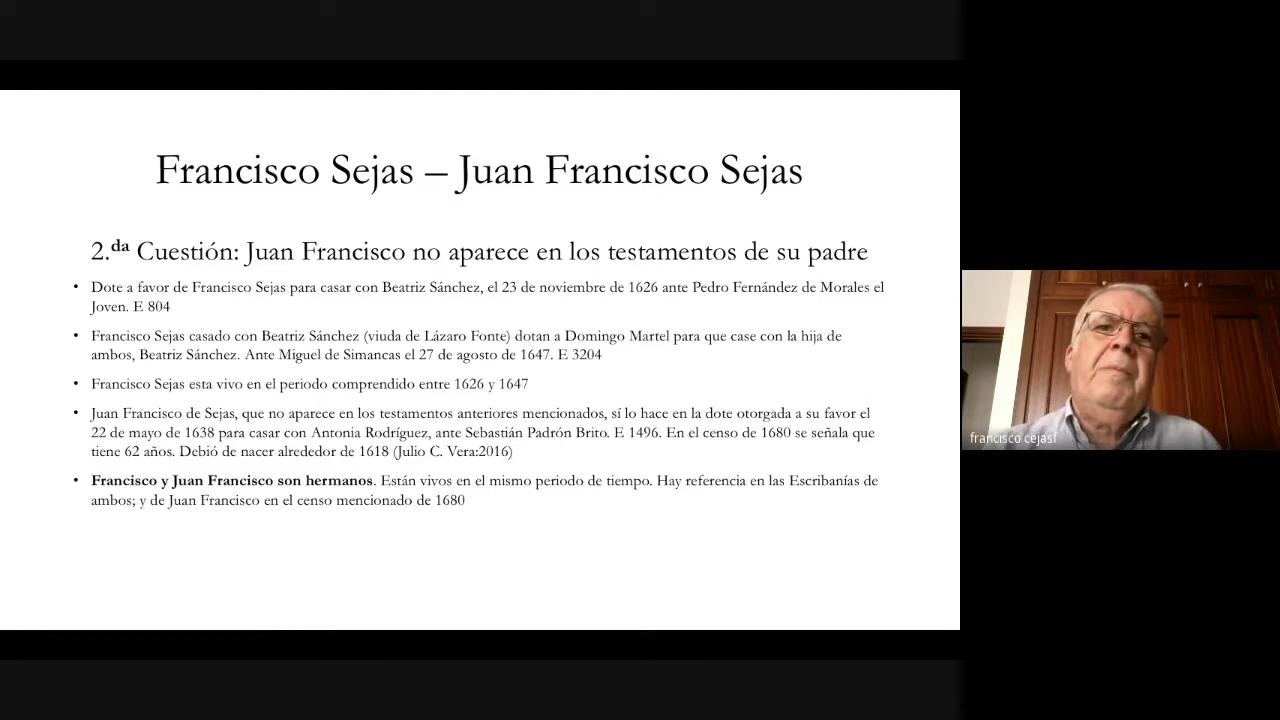 Francisco Sejas – Juan Francisco Sejas
2.da Cuestión: Juan Francisco no aparece en los testamentos de su padre
• Dote a favor de Francisco Sejas para casar con Beatriz Sánchez, el 23 de noviembre de 1626 ante Pedro Fernández de Morales el
Joven. E 804
• Francisco Sejas casado con Beatriz Sánchez (viuda de Lázaro Fonte) dotan a Domingo Martel para que case con la hija de
ambos, Beatriz Sánchez. Ante Miguel de Simancas el 27 de agosto de 1647. E 3204
• Francisco Sejas esta vivo en el periodo comprendido entre 1626 y 1647
• Juan Francisco de Sejas, que no aparece en los testamentos anteriores mencionados, sí lo hace en la dote otorgada a su favor el
22 de mayo de 1638 para casar con Antonia Rodríguez, ante Sebastián Padrón Brito. E 1496. En el censo de 1680 se señala que
tiene 62 años. Debió de nacer alrededor de 1618 (Julio C. Vera:2016)
• Francisco y Juan Francisco son hermanos. Están vivos en el mismo periodo de tiempo. Hay referencia en las Escribanías de
ambos; y de Juan Francisco en el censo mencionado de 1680
francisco cejasf